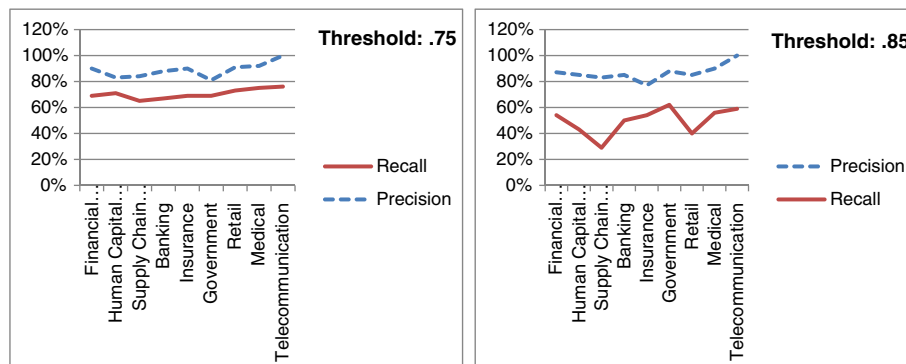 120%
100%
80%
60%
40%
20%
0%
Threshold: .75
Recall
Precision
Financial...
Human Capital...
Supply Chain...
Banking
Insurance
Government
Retail
Medical
Telecommunication
120%
100%
80%
60%
40%
20%
0%
Threshold: .85
Precision
Recall
Financial...
Human Capital...
Supply Chain...
Banking
Insurance
Government
Retail
Medical
Telecommunication